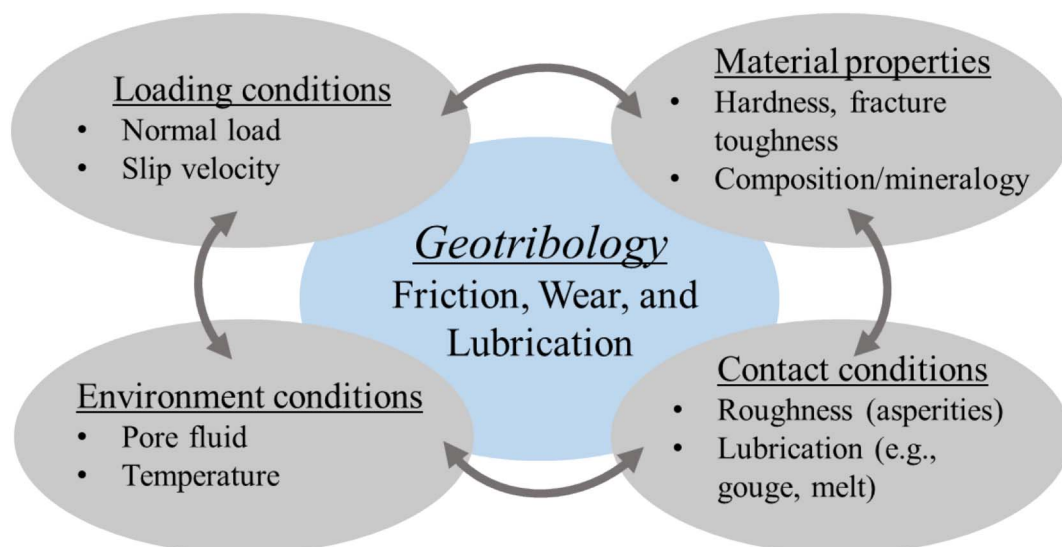 Loading conditions
• Normal load
• Slip velocity
Material properties
• Hardness, fracture
toughness
• Composition/mineralogy
Geotribology
Friction, Wear, and
Lubrication
Environment conditions
• Pore fluid
• Temperature
Contact conditions
• Roughness (asperities)
• Lubrication (e.g.,
gouge, melt)